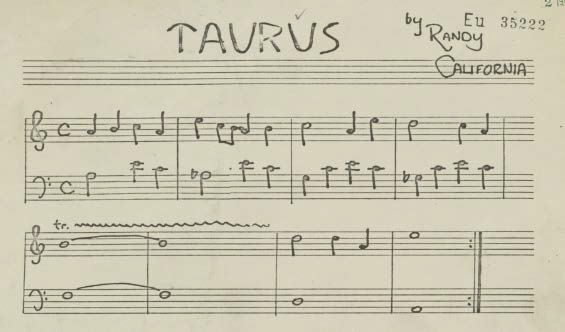 TAURUS
by Eu 35222
RANDY
CALIFORNIA
C
C
tr.